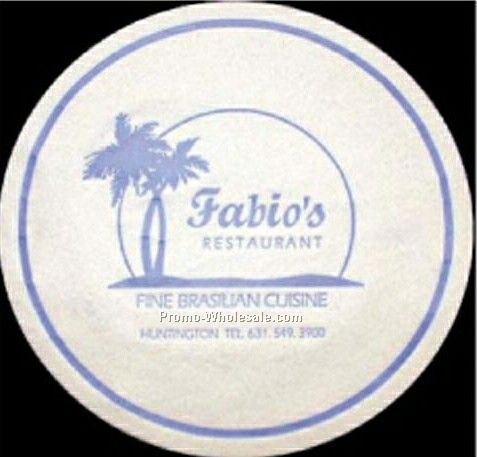 Fabio's
RESTAURANT
FINE BRASILIAN CUISINE
Promo-Wholesale.com
HUNTINGTON TEL. 631. 549. 3900